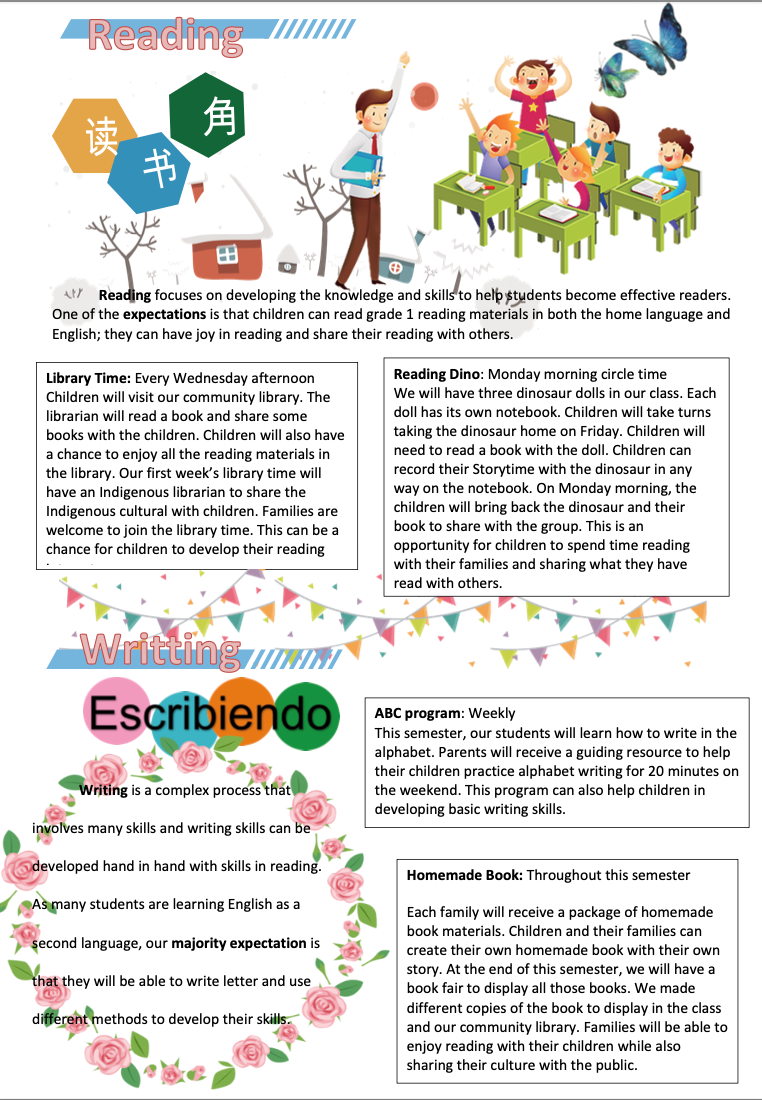 Reading
读
书
角
Reading focuses on developing the knowledge and skills to help students become effective readers.
One of the expectations is that children can read grade 1 reading materials in both the home language and
English; they can have joy in reading and share their reading with others.
Library Time: Every Wednesday afternoon
Children will visit our community library. The
librarian will read a book and share some
books with the children. Children will also have
a chance to enjoy all the reading materials in
the library. Our first week's library time will
have an Indigenous librarian to share the
Indigenous cultural with children. Families are
welcome to join the library time. This can be a
chance for children to develop their reading
Reading Dino: Monday morning circle time
We will have three dinosaur dolls in our class. Each
doll has its own notebook. Children will take turns
taking the dinosaur home on Friday. Children will
need to read a book with the doll. Children can
record their Storytime with the dinosaur in any
way on the notebook. On Monday morning, the
children will bring back the dinosaur and their
book to share with the group. This is an
opportunity for children to spend time reading
with their families and sharing what they have
read with others.
Writting
Escribiendo
Writing is a complex process that
involves many skills and writing skills can be
developed hand in hand with skills in reading.
As many students are learning English as a
second language, our majority expectation is
that they will be able to write letter and use
different methods to develop their skills.
ABC program: Weekly
This semester, our students will learn how to write in the
alphabet. Parents will receive a guiding resource to help
their children practice alphabet writing for 20 minutes on
the weekend. This program can also help children in
developing basic writing skills.
Homemade Book: Throughout this semester
Each family will receive a package of homemade
book materials. Children and their families can
create their own homemade book with their own
story. At the end of this semester, we will have a
book fair to display all those books. We made
different copies of the book to display in the class
and our community library. Families will be able to
enjoy reading with their children while also
sharing their culture with the public.